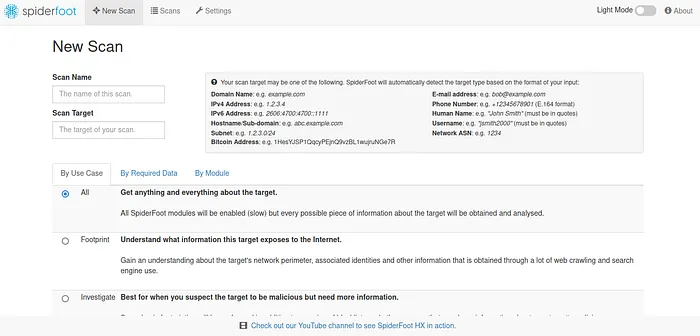 spiderfoot
New Scan
Scans
Settings
Light Mode
About
New Scan
Scan Name
The name of this scan.
Scan Target
The target of your scan.
Your scan target may be one of the following. SpiderFoot will automatically detect the target type based on the format of your input:
Domain Name: e.g. example.com
IPv4 Address: e.g. 1.2.3.4
IPv6 Address: e.g. 2606:4700:4700::1111
Hostname/Sub-domain: e.g. abc.example.com
Subnet: e.g. 1.2.3.0/24
Bitcoin Address: e.g. 1HesYJSP1QqcyPEjnQ9vzBL1wujruNGe7R
E-mail address: e.g. bob@example.com
Phone Number: e.g. +12345678901 (E.164 format)
Human Name: e.g. "John Smith" (must be in quotes)
Username: e.g. "jsmith2000" (must be in quotes)
Network ASN: e.g. 1234
By Use Case
By Required Data
By Module
All
Get anything and everything about the target.
All SpiderFoot modules will be enabled (slow) but every possible piece of information about the target will be obtained and analysed.
Footprint
Understand what information this target exposes to the Internet.
Gain an understanding about the target's network perimeter, associated identities and other information that is obtained through a lot of web crawling and search
engine use.
Investigate
Best for when you suspect the target to be malicious but need more information.
Check out our YouTube channel to see SpiderFoot HX in action.